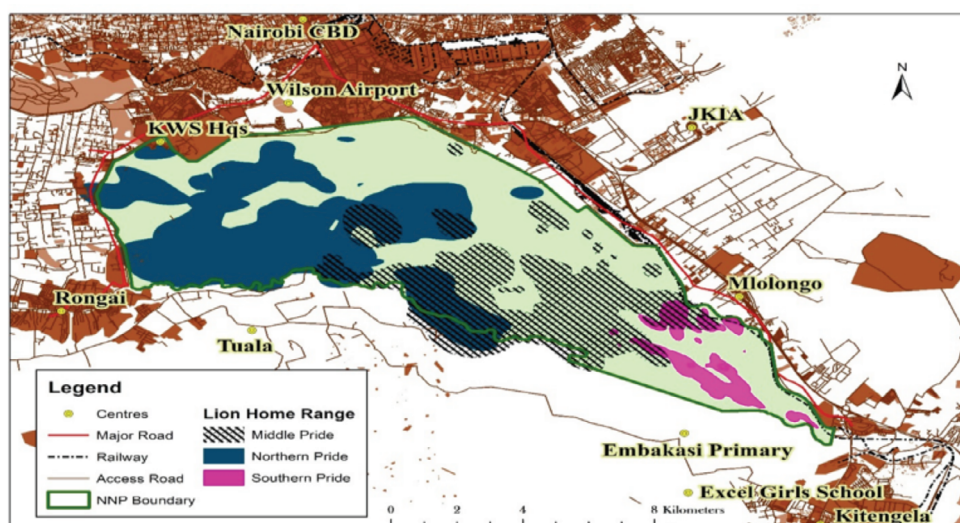 Nairobi CBD
Wilson Airport
KWS Hqs
JKIA
N
Mlolongo
Rongai
Tuala
Embakasi Primary
Excel Girls School
Kitengela
Legend
Centres
Major Road
Railway
Access Road
NNP Boundary
Lion Home Range
Middle Pride
Northern Pride
Southern Pride
0 2 4 8 Kilometers